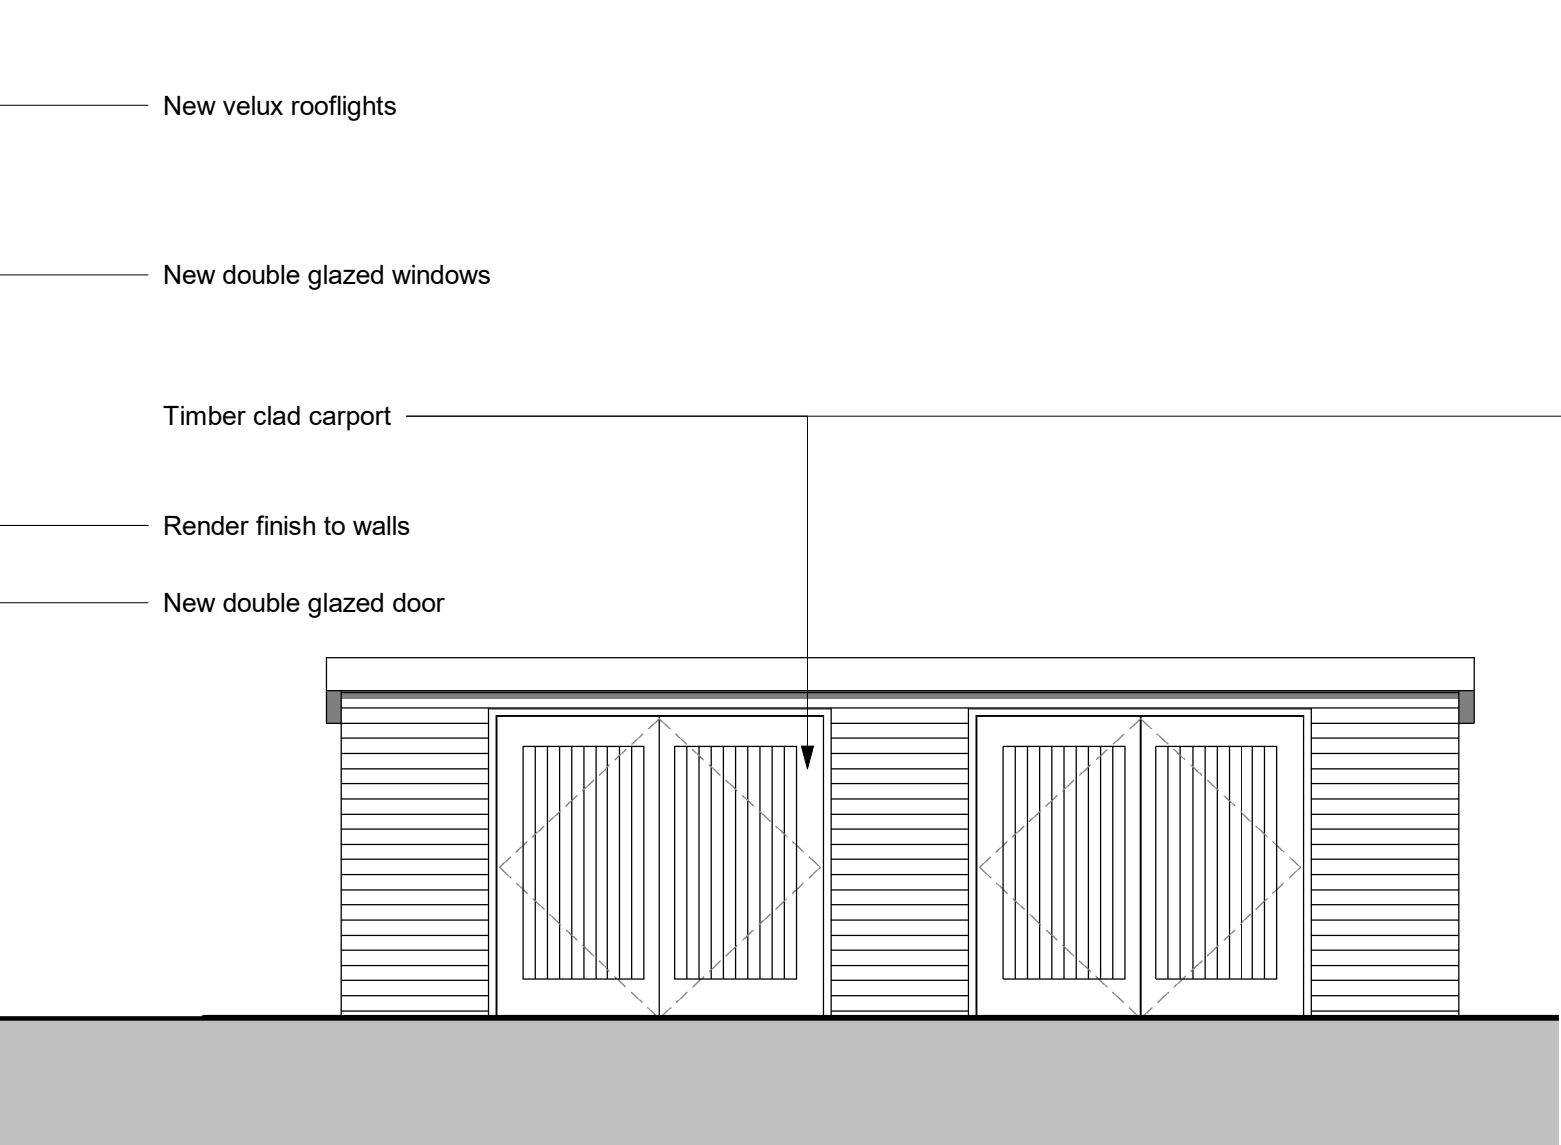 New velux rooflights
New double glazed windows
Timber clad carport
Render finish to walls
New double glazed door